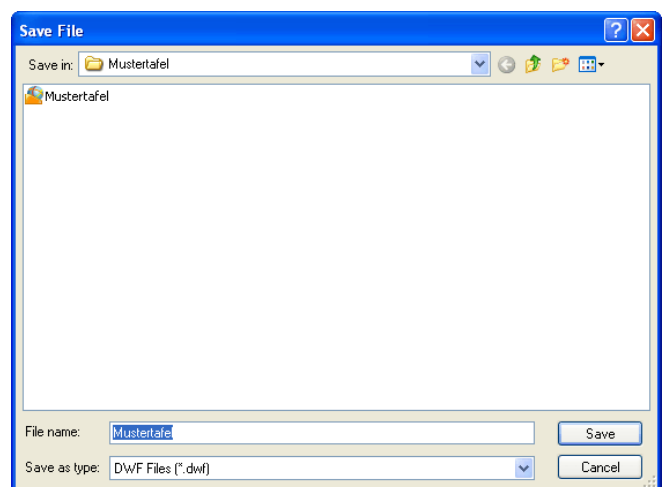 Save File
Save in: Mustertafel
Mustertafel
File name: Mustertafel Save
Save as type: DWF Files (*.dwf) Cancel